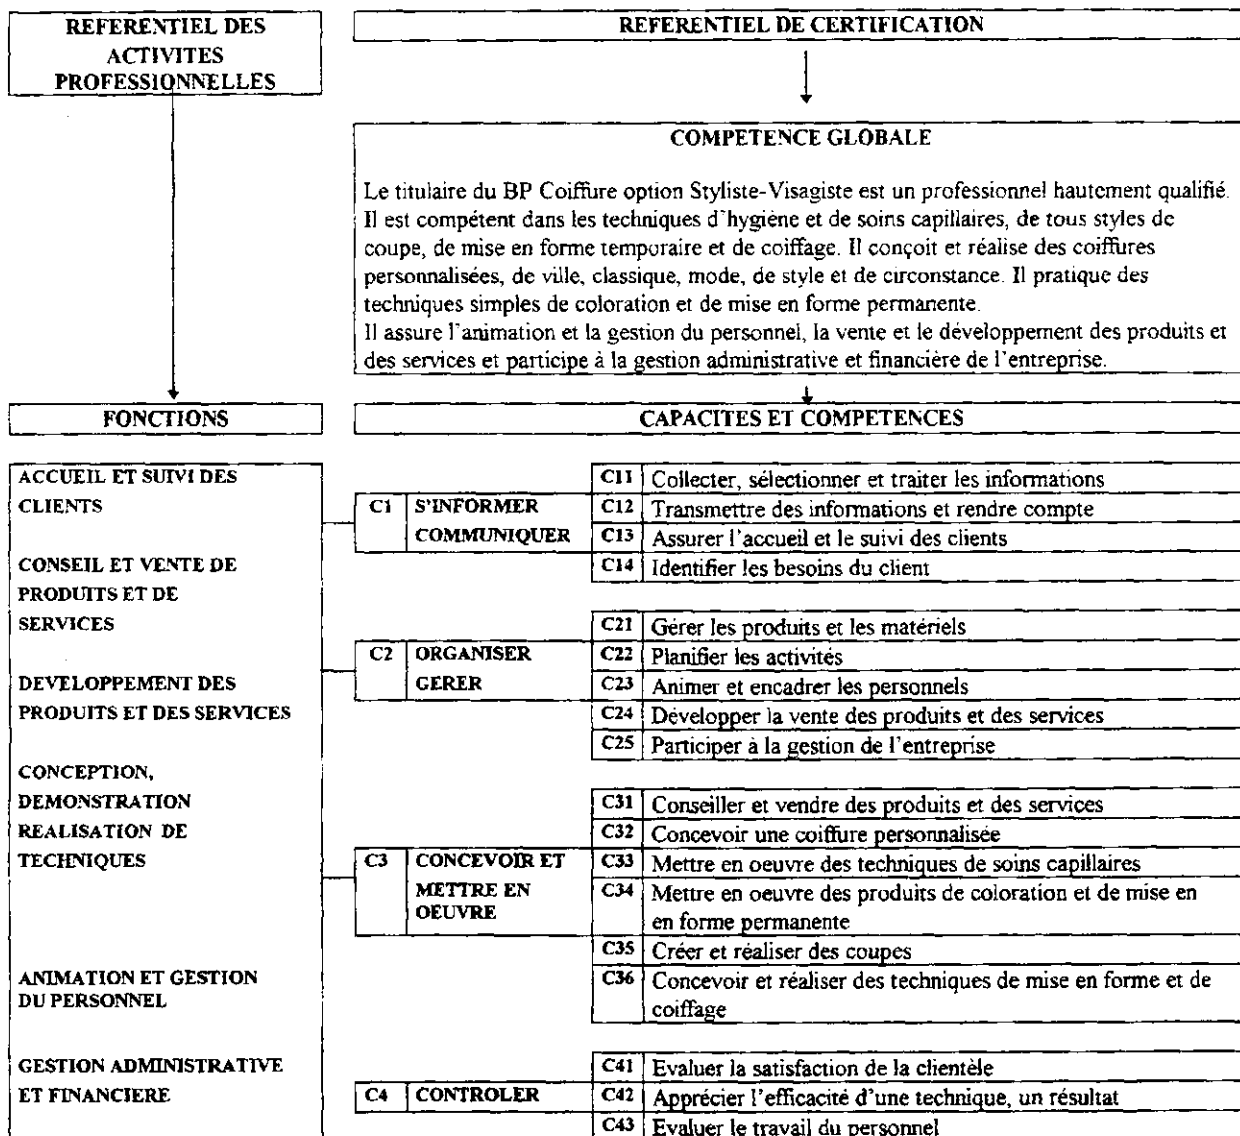 REFERENTIEL DES
ACTIVITES
PROFESSIONNELLES
REFERENTIEL DE CERTIFICATION
COMPETENCE GLOBALE
Le titulaire du BP Coiffure option Styliste-Visagiste est un professionnel hautement qualifié.
Il est compétent dans les techniques d'hygiène et de soins capillaires, de tous styles de
coupe, de mise en forme temporaire et de coiffage. Il conçoit et réalise des coiffures
personnalisées, de ville, classique, mode, de style et de circonstance. Il pratique des
techniques simples de coloration et de mise en forme permanente.
Il assure l'animation et la gestion du personnel, la vente et le développement des produits et
des services et participe à la gestion administrative et financière de l'entreprise.
FONCTIONS
CAPACITES ET COMPETENCES
ACCUEIL ET SUIVI DES
CLIENTS
CONSEIL ET VENTE DE
PRODUITS ET DE
SERVICES
DEVELOPPEMENT DES
PRODUITS ET DES SERVICES
CONCEPTION,
DEMONSTRATION
REALISATION DE
TECHNIQUES
ANIMATION ET GESTION
DU PERSONNEL
GESTION ADMINISTRATIVE
ET FINANCIERE
C1 S'INFORMER
COMMUNIQUER
C11 Collecter, sélectionner et traiter les informations
C12 Transmettre des informations et rendre compte
C13 Assurer l'accueil et le suivi des clients
C14 Identifier les besoins du client
C2 ORGANISER
GERER
C21 Gérer les produits et les matériels
C22 Planifier les activités
C23 Animer et encadrer les personnels
C24 Développer la vente des produits et des services
C25 Participer à la gestion de l'entreprise
C3 CONCEVOIR ET
METTRE EN
OEUVRE
C31 Conseiller et vendre des produits et des services
C32 Concevoir une coiffure personnalisée
C33 Mettre en oeuvre des techniques de soins capillaires
C34 Mettre en oeuvre des produits de coloration et de mise en
en forme permanente
C35 Créer et réaliser des coupes
C36 Concevoir et réaliser des techniques de mise en forme et de
coiffage
C4 CONTROLER
C41 Evaluer la satisfaction de la clientèle
C42 Apprécier l'efficacité d'une technique, un résultat
C43 Evaluer le travail du personnel